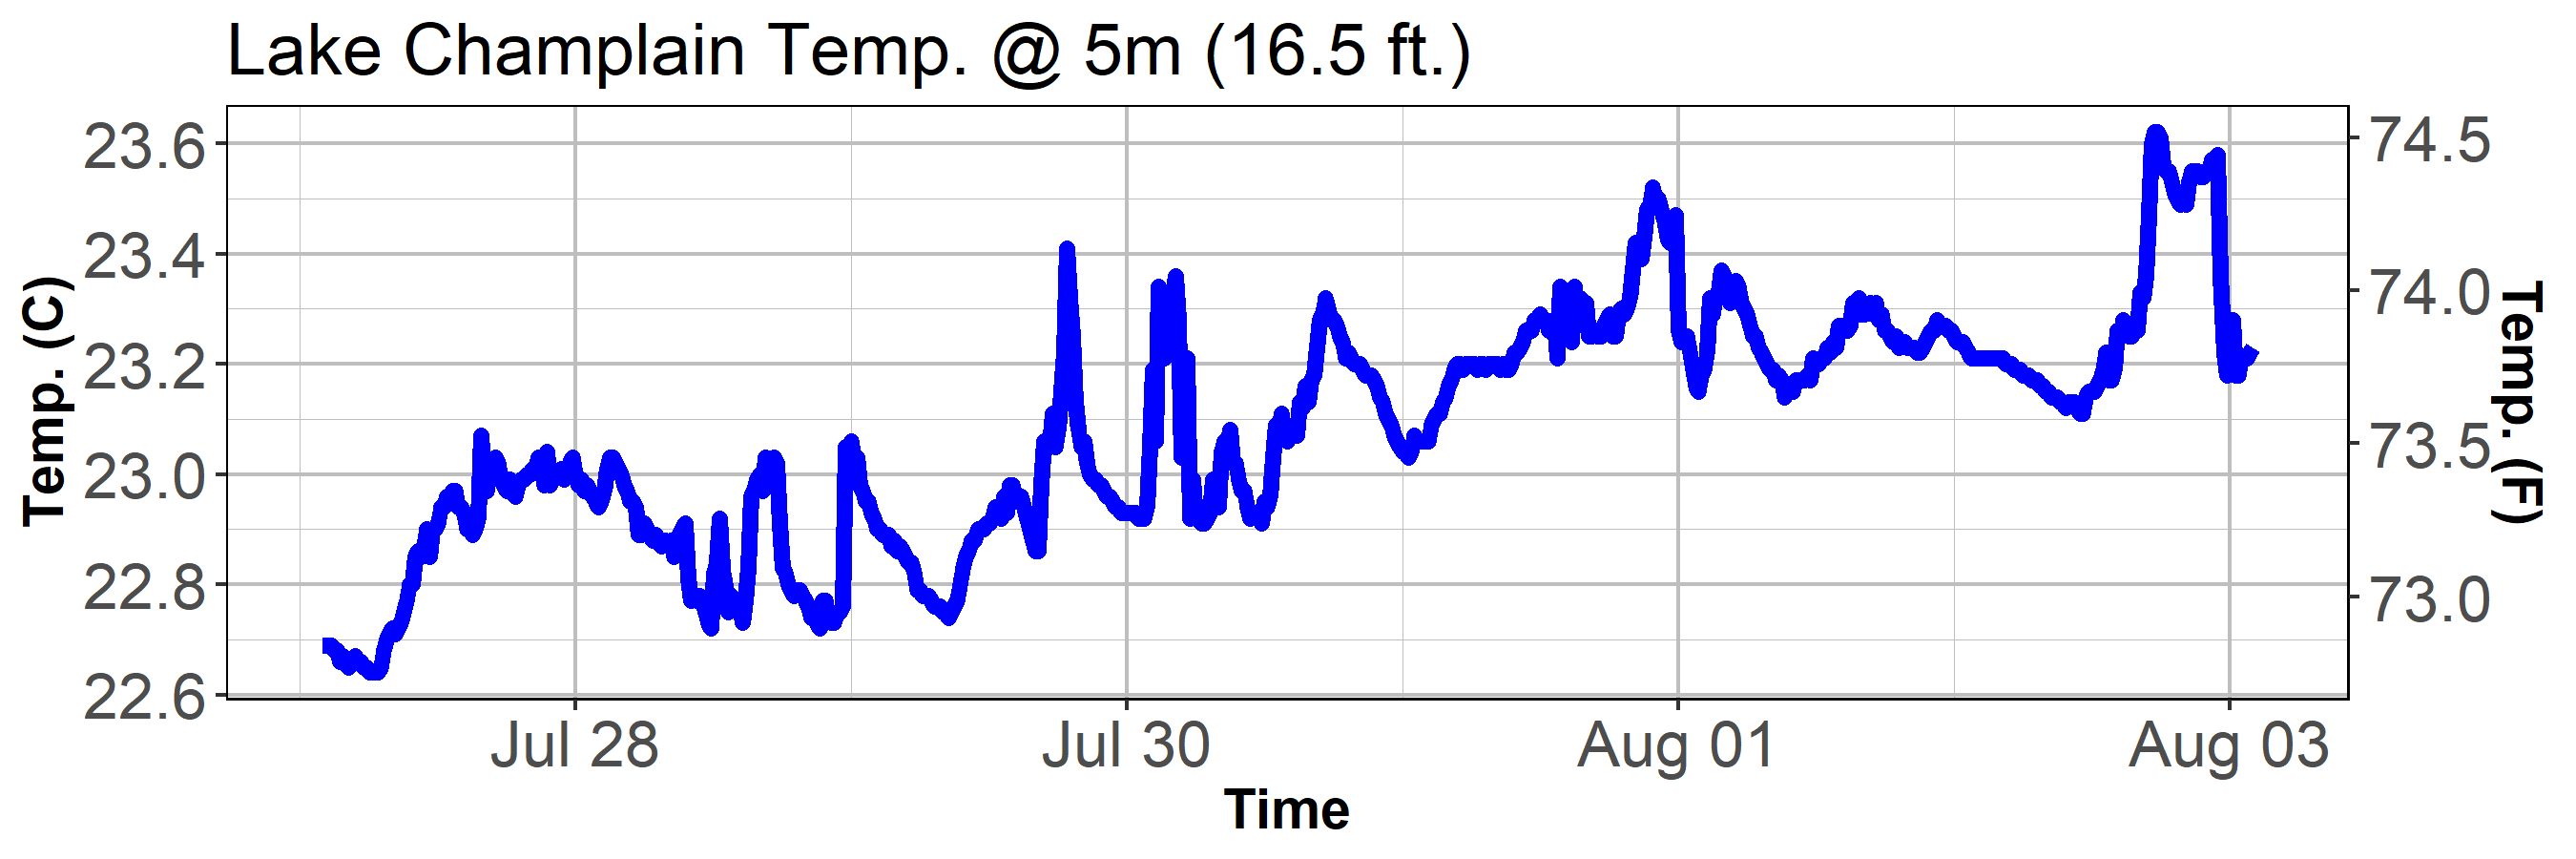 Lake Champlain Temp. @ 5m (16.5 ft.)
Temp. (C)
23.6
23.4
23.2
23.0
22.8
22.6
74.5
74.0
73.5
73.0
Temp. (F)
Jul 28
Jul 30
Aug 01
Aug 03
Time